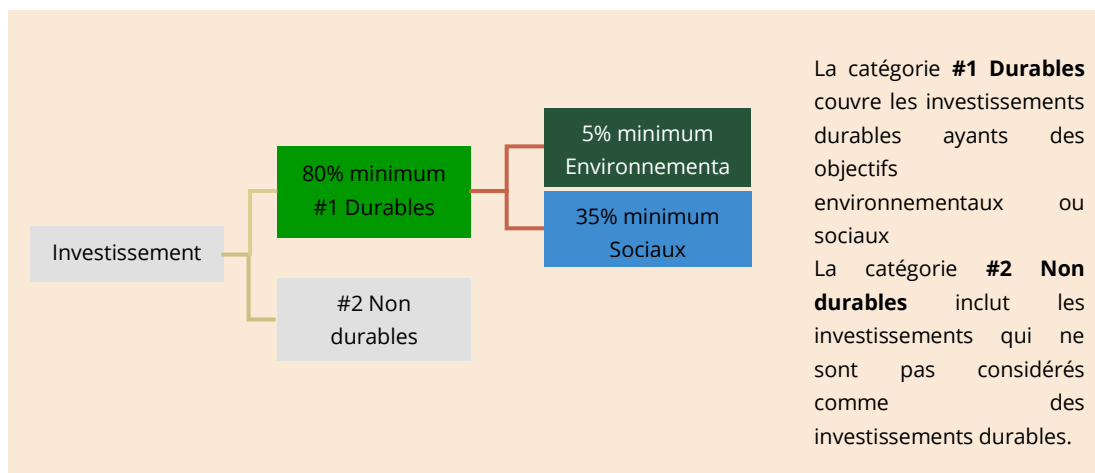 Investissement
80% minimum
#1 Durables
#2 Non
durables
5% minimum
Environnementa
35% minimum
Sociaux
La catégorie #1 Durables
couvre les investissements
durables ayants des
objectifs
environnementaux ou
sociaux
La catégorie #2 Non
durables inclut les
investissements qui ne
sont pas considérés
comme des
investissements durables.